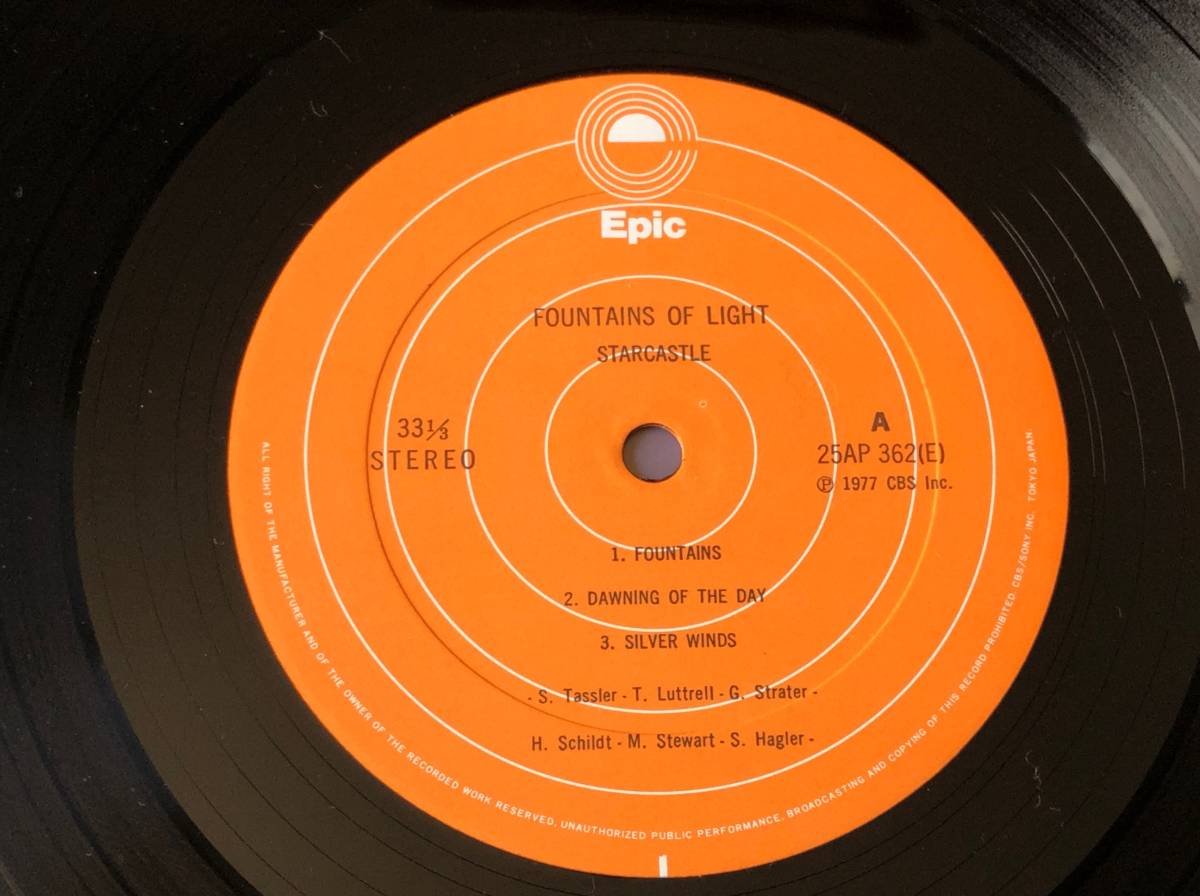 Epic
FOUNTAINS OF LIGHT
STARCASTLE
33⅓
STEREO
A
25AP 362(E)
℗ 1977 CBS Inc.
1. FOUNTAINS
2. DAWNING OF THE DAY
3. SILVER WINDS
- S. Tassler - T. Luttrell - G. Strater -
H. Schildt - M. Stewart - S. Hagler -
ALL RIGHT OF THE MANUFACTURER AND OF THE OWNER OF THE RECORDED WORK RESERVED, UNAUTHORIZED PUBLIC PERFORMANCE, BROADCASTING AND COPYING OF THIS RECORD PROHIBITED. CBS/SONY INC. TOKYO JAPAN.